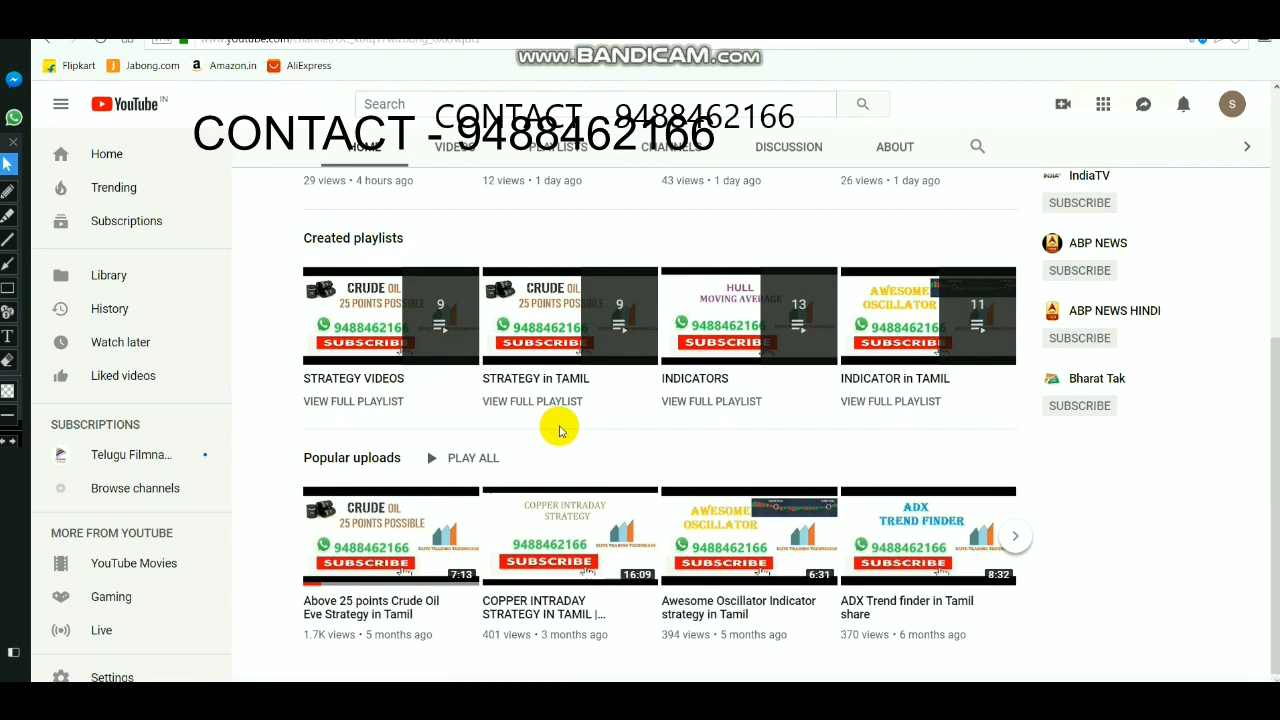 www.BANDICAM.com
Flipkart
Jabong.com
Amazon.in
AliExpress
YouTube IN
Search
CONTACT - 9488462166
CONTACT - 9488462166
HOME
VIDEOS
PLAYLISTS
CHANNELS
DISCUSSION
ABOUT
S
Home
Trending
Subscriptions
Library
History
Watch later
Liked videos
SUBSCRIPTIONS
Telugu Filmna...
Browse channels
MORE FROM YOUTUBE
YouTube Movies
Gaming
Live
Settings
29 views • 4 hours ago
12 views • 1 day ago
43 views • 1 day ago
26 views • 1 day ago
Created playlists
CRUDE OIL
25 POINTS POSSIBLE
9488462166
SUBSCRIBE
9
STRATEGY VIDEOS
VIEW FULL PLAYLIST
CRUDE OIL
25 POINTS POSSIBLE
9488462166
SUBSCRIBE
9
STRATEGY in TAMIL
VIEW FULL PLAYLIST
HULL
MOVING AVERAGE
9488462166
SUBSCRIBE
13
INDICATORS
VIEW FULL PLAYLIST
AWESOME
OSCILLATOR
9488462166
SUBSCRIBE
11
INDICATOR in TAMIL
VIEW FULL PLAYLIST
Popular uploads
PLAY ALL
CRUDE OIL
25 POINTS POSSIBLE
9488462166
SUBSCRIBE
ELITE TRADING TECHNIQUES
7:13
Above 25 points Crude Oil
Eve Strategy in Tamil
1.7K views • 5 months ago
COPPER INTRADAY
STRATEGY
9488462166
SUBSCRIBE
ELITE TRADING TECHNIQUES
16:09
COPPER INTRADAY
STRATEGY IN TAMIL |...
401 views • 3 months ago
AWESOME
OSCILLATOR
9488462166
SUBSCRIBE
ELITE TRADING TECHNIQUES
6:31
Awesome Oscillator Indicator
strategy in Tamil
394 views • 5 months ago
ADX
TREND FINDER
9488462166
SUBSCRIBE
8:32
ADX Trend finder in Tamil
share
370 views • 6 months ago
IndiaTV
SUBSCRIBE
ABP NEWS
SUBSCRIBE
ABP NEWS HINDI
SUBSCRIBE
Bharat Tak
SUBSCRIBE